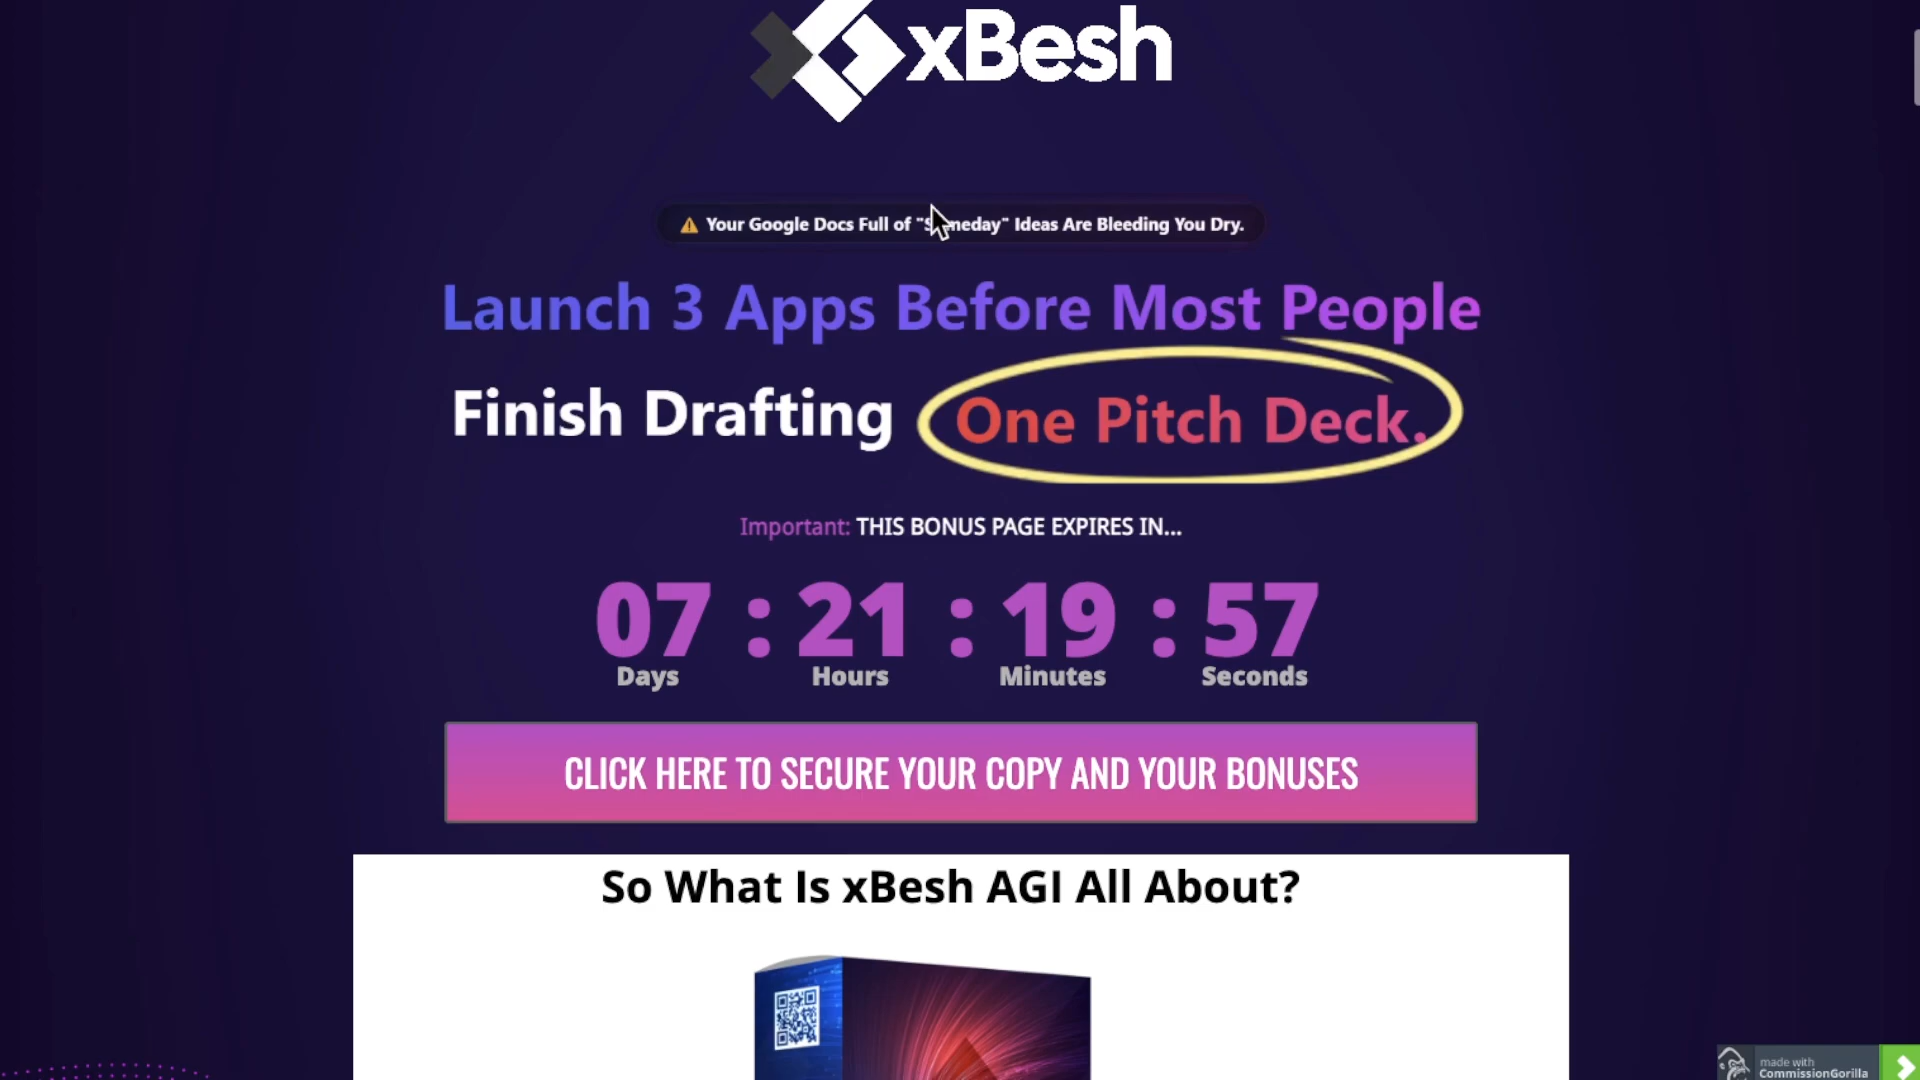 xBesh
⚠ Your Google Docs Full of "Someday" Ideas Are Bleeding You Dry.
Launch 3 Apps Before Most People
Finish Drafting One Pitch Deck.
Important: THIS BONUS PAGE EXPIRES IN...
07 : 21 : 19 : 57
Days Hours Minutes Seconds
CLICK HERE TO SECURE YOUR COPY AND YOUR BONUSES
So What Is xBesh AGI All About?
made with
CommissionGorilla